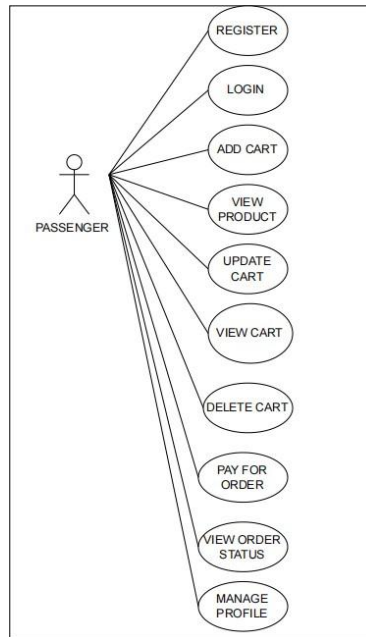 REGISTER
LOGIN
ADD CART
PASSENGER
VIEW
PRODUCT
UPDATE
CART
VIEW CART
DELETE CART
PAY FOR
ORDER
VIEW ORDER
STATUS
MANAGE
PROFILE